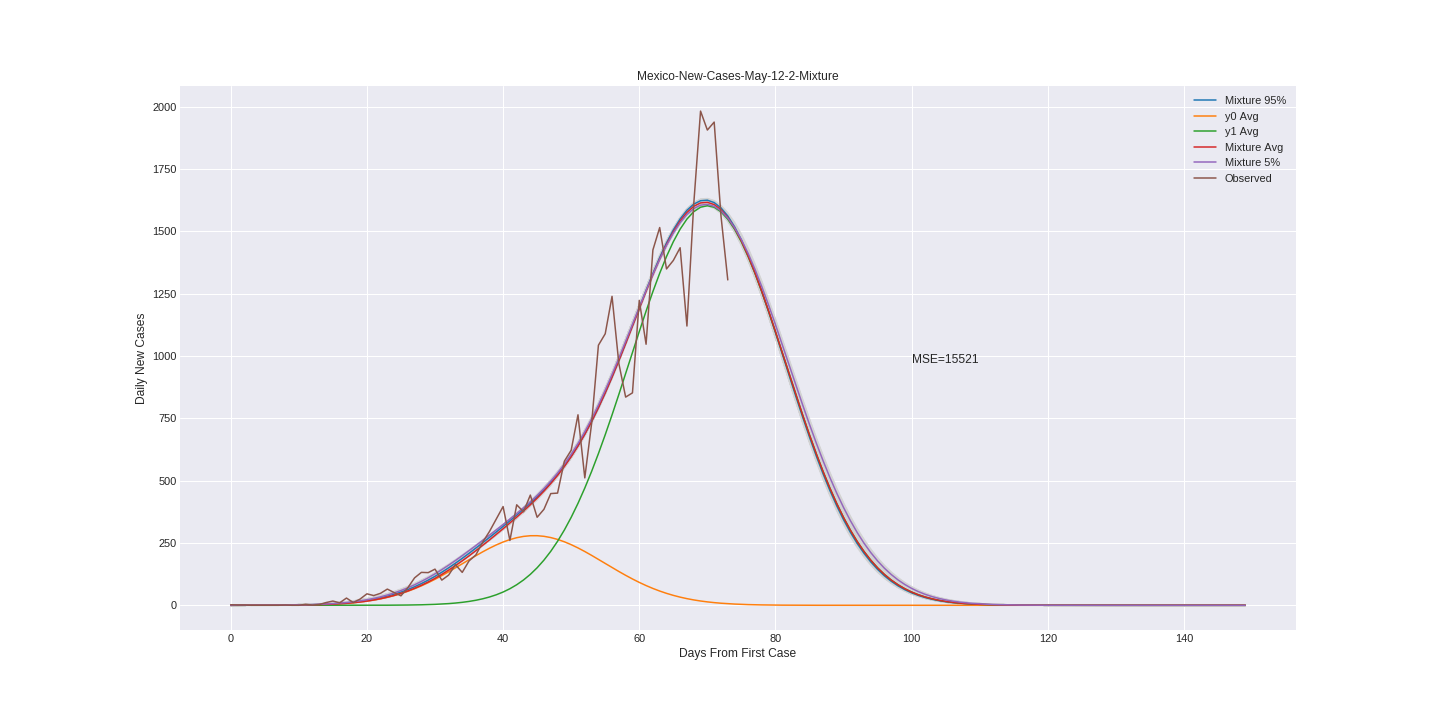 Mexico-New-Cases-May-12-2-Mixture
Mixture 95%
y0 Avg
y1 Avg
Mixture Avg
Mixture 5%
Observed
Daily New Cases
2000
1750
1500
1250
1000
750
500
250
0
MSE=15521
0 20 40 60 80 100 120 140
Days From First Case